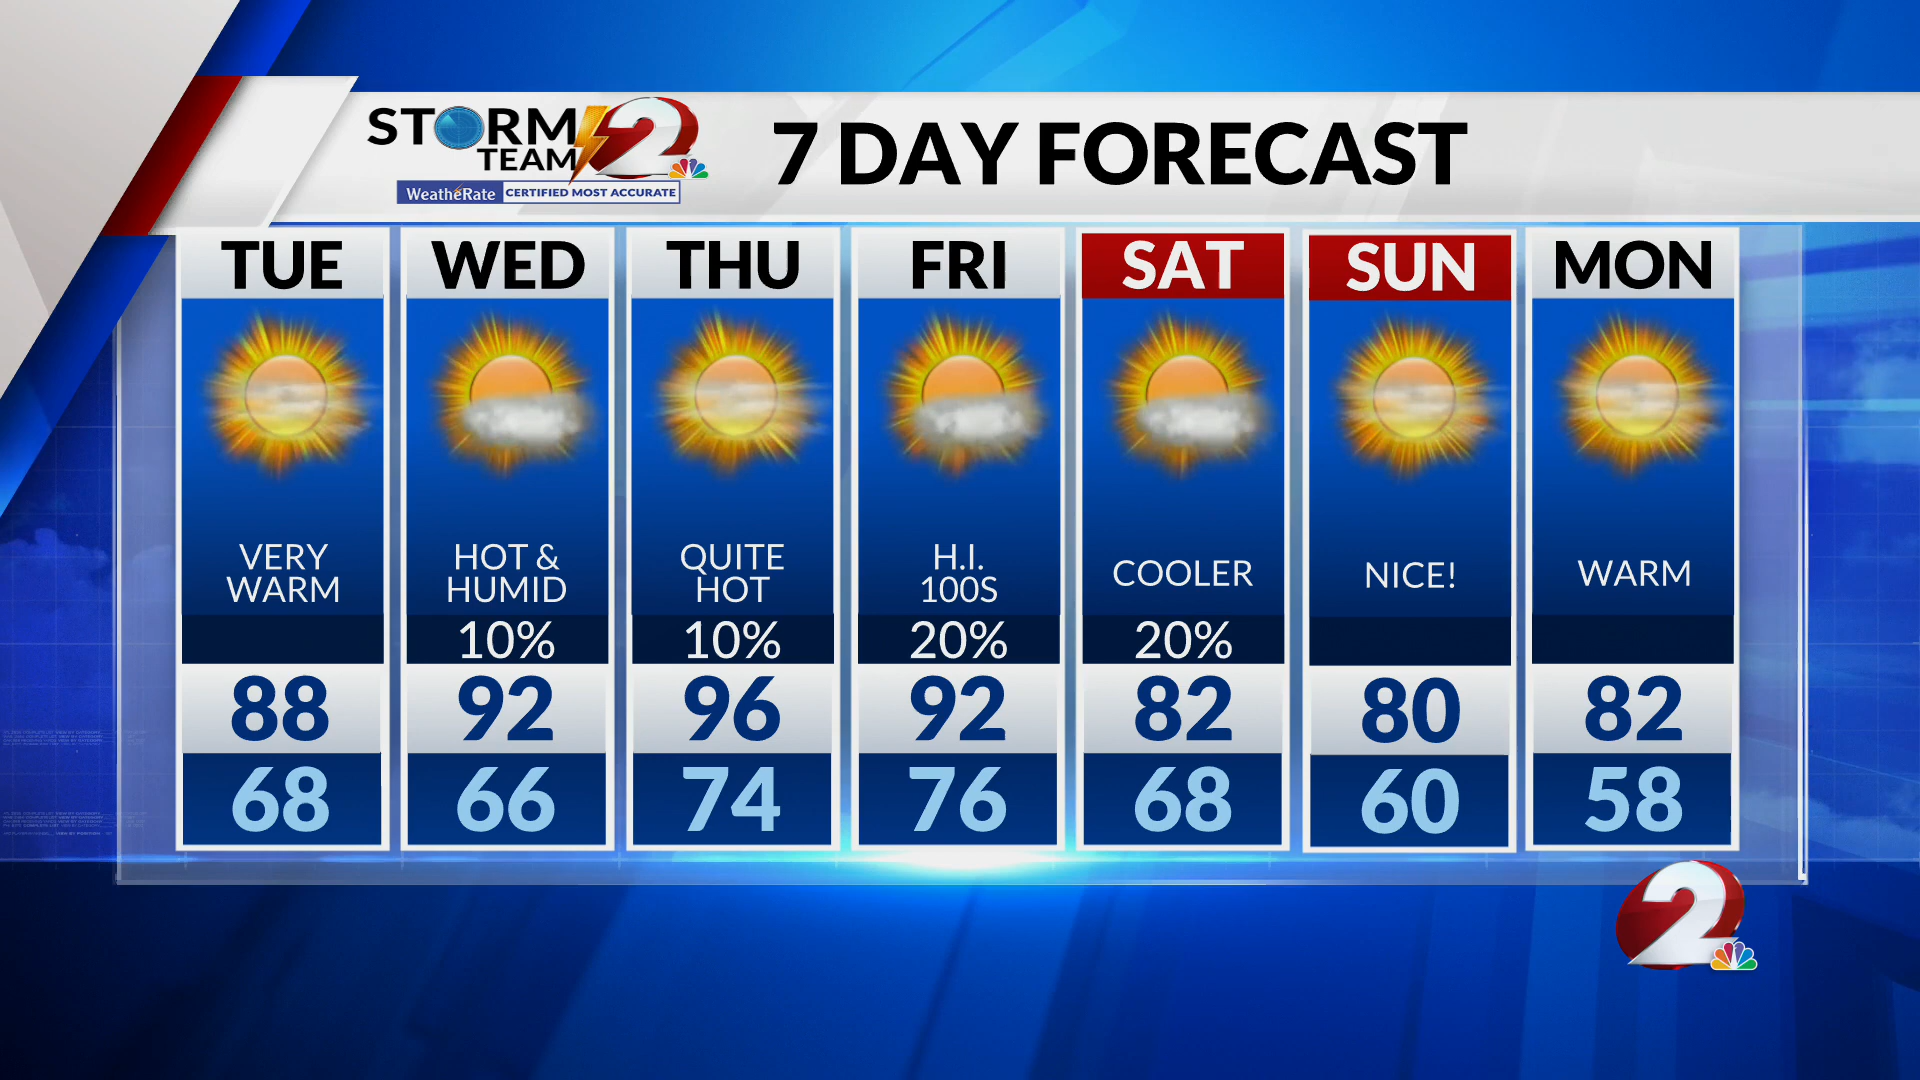 STORM
TEAM 2
WeatheRate CERTIFIED MOST ACCURATE
7 DAY FORECAST
TUE WED THU FRI SAT SUN MON
VERY
WARM
HOT &
HUMID
QUITE
HOT
H.I.
100S
COOLER
NICE!
WARM
10% 10% 20% 20%
88 92 96 92 82 80 82
68 66 74 76 68 60 58
2